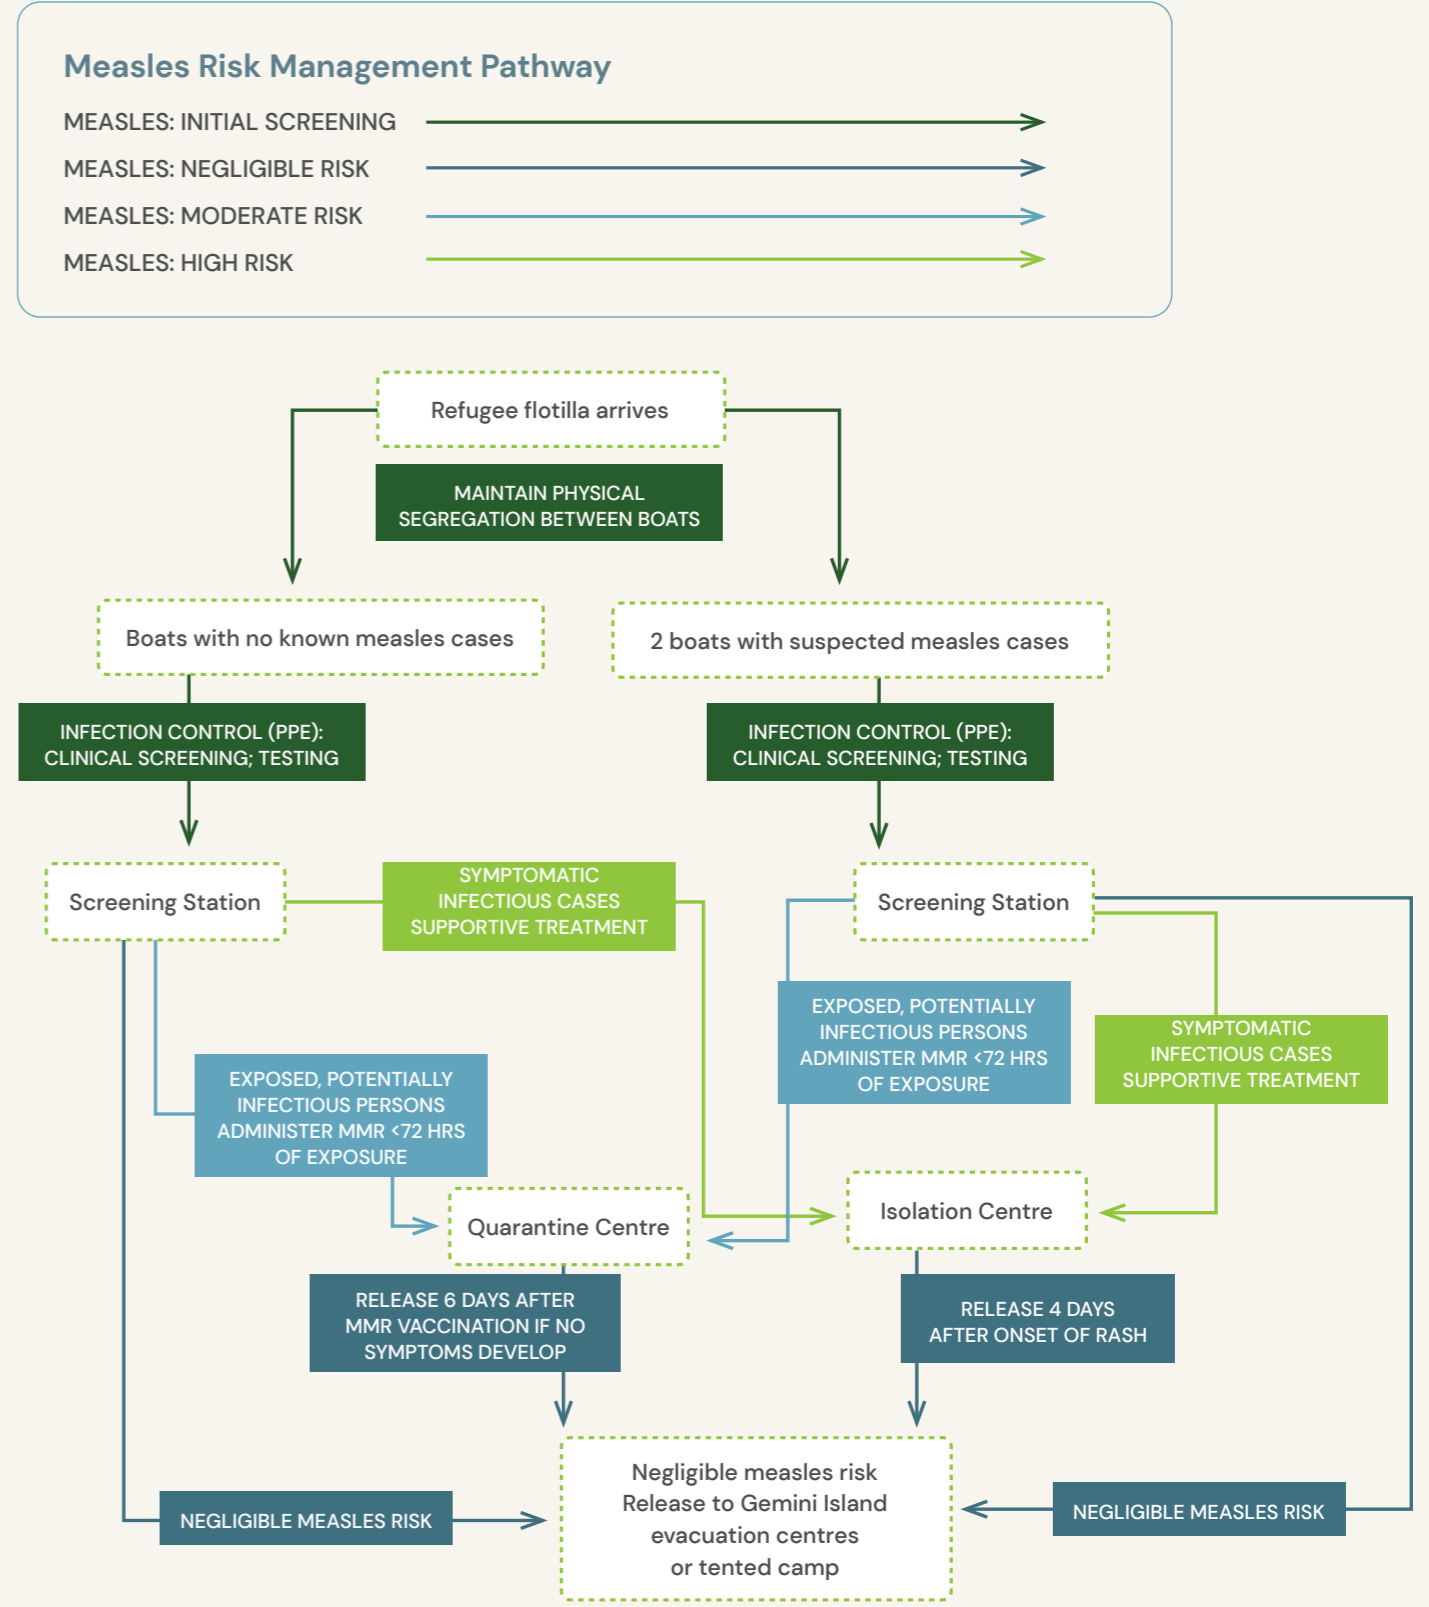 Measles Risk Management Pathway
MEASLES: INITIAL SCREENING
MEASLES: NEGLIGIBLE RISK
MEASLES: MODERATE RISK
MEASLES: HIGH RISK
Refugee flotilla arrives
MAINTAIN PHYSICAL
SEGREGATION BETWEEN BOATS
Boats with no known measles cases
2 boats with suspected measles cases
INFECTION CONTROL (PPE):
CLINICAL SCREENING; TESTING
INFECTION CONTROL (PPE):
CLINICAL SCREENING; TESTING
Screening Station
SYMPTOMATIC
INFECTIOUS CASES
SUPPORTIVE TREATMENT
Screening Station
EXPOSED, POTENTIALLY
INFECTIOUS PERSONS
ADMINISTER MMR <72 HRS
OF EXPOSURE
SYMPTOMATIC
INFECTIOUS CASES
SUPPORTIVE TREATMENT
EXPOSED, POTENTIALLY
INFECTIOUS PERSONS
ADMINISTER MMR <72 HRS
OF EXPOSURE
Quarantine Centre
Isolation Centre
RELEASE 6 DAYS AFTER
MMR VACCINATION IF NO
SYMPTOMS DEVELOP
RELEASE 4 DAYS
AFTER ONSET OF RASH
NEGLIGIBLE MEASLES RISK
Negligible measles risk
Release to Gemini Island
evacuation centres
or tented camp
NEGLIGIBLE MEASLES RISK